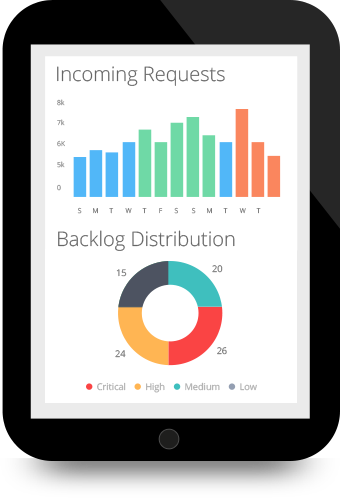 Incoming Requests
8k
7k
6K
5k
0
S M T W T F S S M T W T
Backlog Distribution
15 20
24 26
Critical High Medium Low